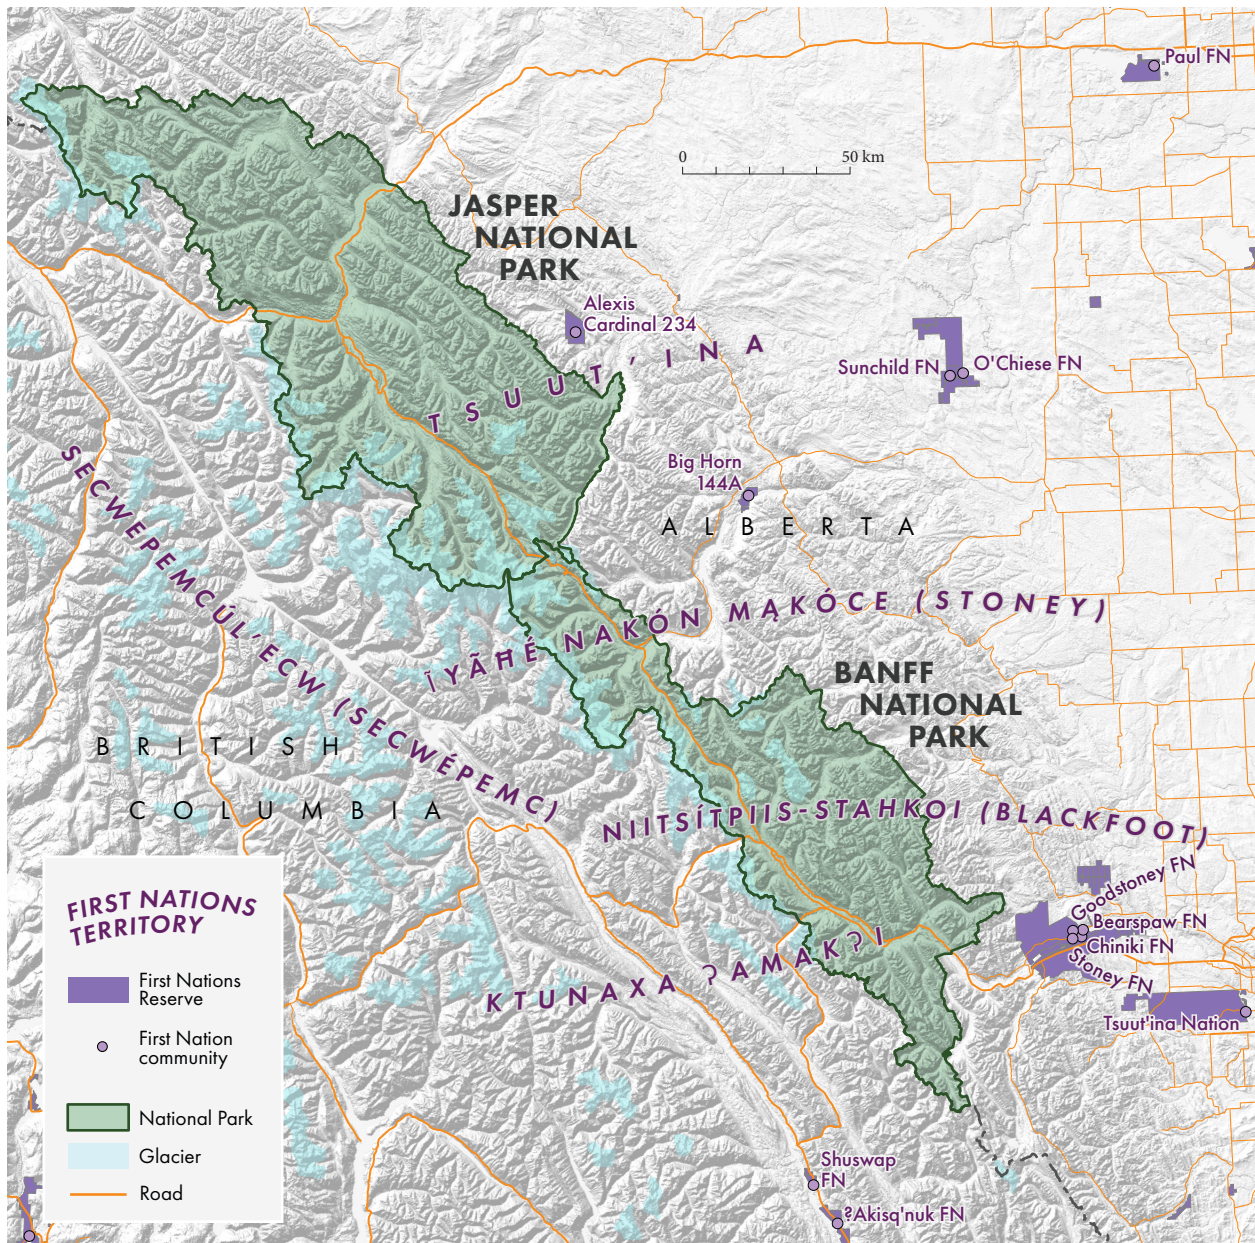 Paul FN
0 50 km
JASPER
NATIONAL
PARK
Alexis
Cardinal 234
TSUUT'INA
Sunchild FN
O'Chiese FN
Big Horn
144A
ALBERTA
SECWEPEMCÚL'ECW (SECWÉPEMC)
ĨYÃĦÉ NAKÓN MĄKÓCE (STONEY)
BANFF
NATIONAL
PARK
BRITISH
COLUMBIA
NIITSÍTPIIS-STAHKOI (BLACKFOOT)
Goodstoney FN
Bearspaw FN
Chiniki FN
Stoney FN
KTUNAXA ʔAMAKʔI
Tsuut'ina Nation
Shuswap
FN
ʔAkisq'nuk FN
FIRST NATIONS
TERRITORY
First Nations
Reserve
First Nation
community
National Park
Glacier
Road